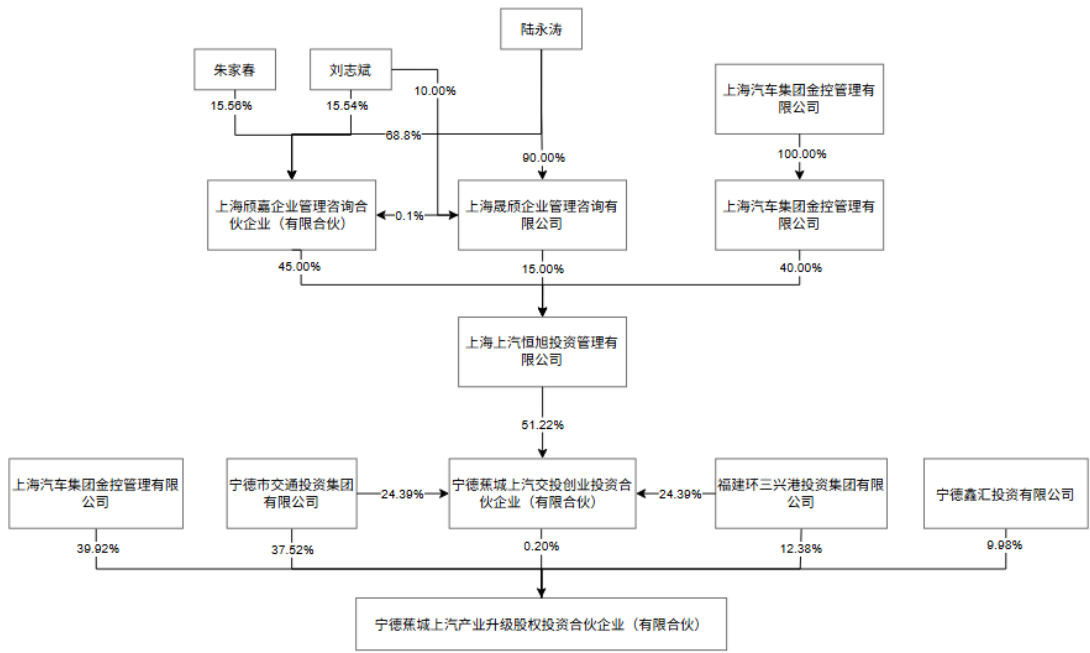 陆永涛
朱家春
刘志斌
上海汽车集团金控管理有
限公司
15.56%
15.54%
10.00%
68.8%
90.00%
100.00%
上海欣嘉企业管理咨询合
伙企业（有限合伙）
0.1%
上海晟颀企业管理咨询有
限公司
上海汽车集团金控管理有
限公司
45.00%
15.00%
40.00%
上海上汽恒旭投资管理有
限公司
51.22%
上海汽车集团金控管理有限
公司
宁德市交通投资集团
有限公司
24.39%
宁德蕉城上汽交投创业投资合
伙企业（有限合伙）
24.39%
福建环三兴港投资集团有限
公司
宁德鑫汇投资有限公司
39.92%
37.52%
0.20%
12.38%
9.98%
宁德蕉城上汽产业升级股权投资合伙企业（有限合伙）